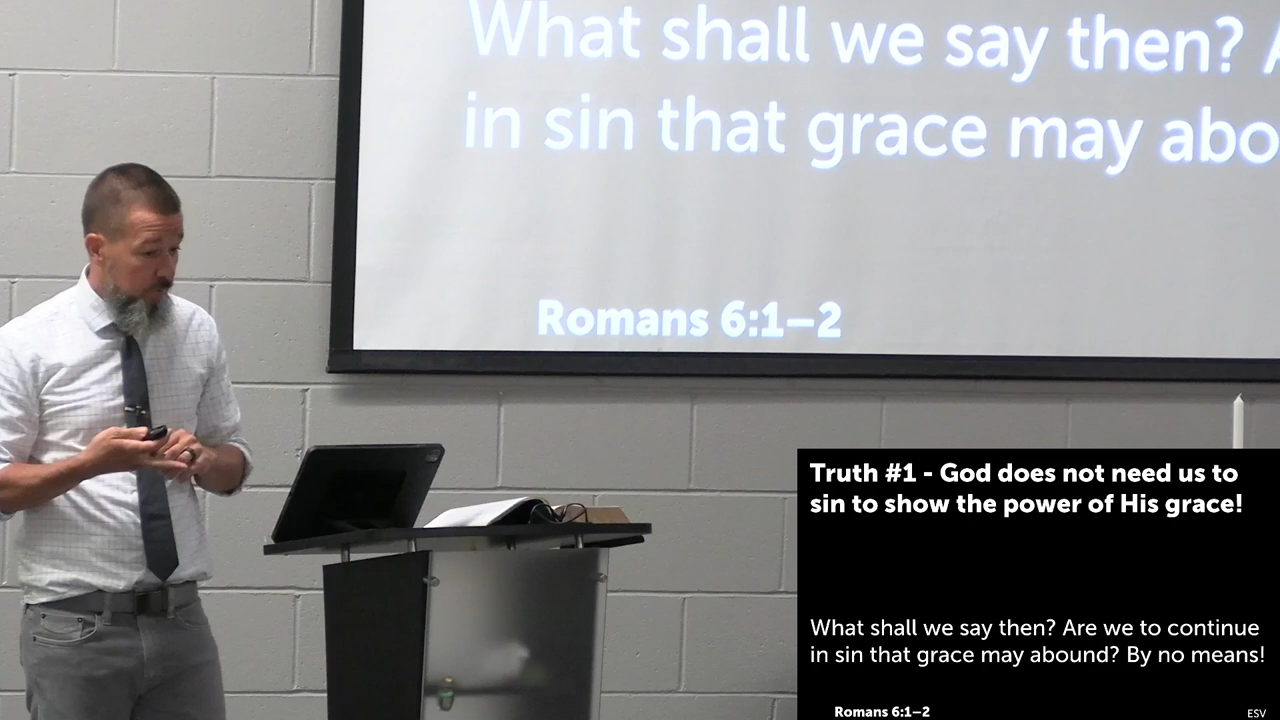 What shall we say then?
in sin that grace may abo
Romans 6:1–2
Truth #1 - God does not need us to
sin to show the power of His grace!
What shall we say then? Are we to continue
in sin that grace may abound? By no means!
Romans 6:1–2
ESV